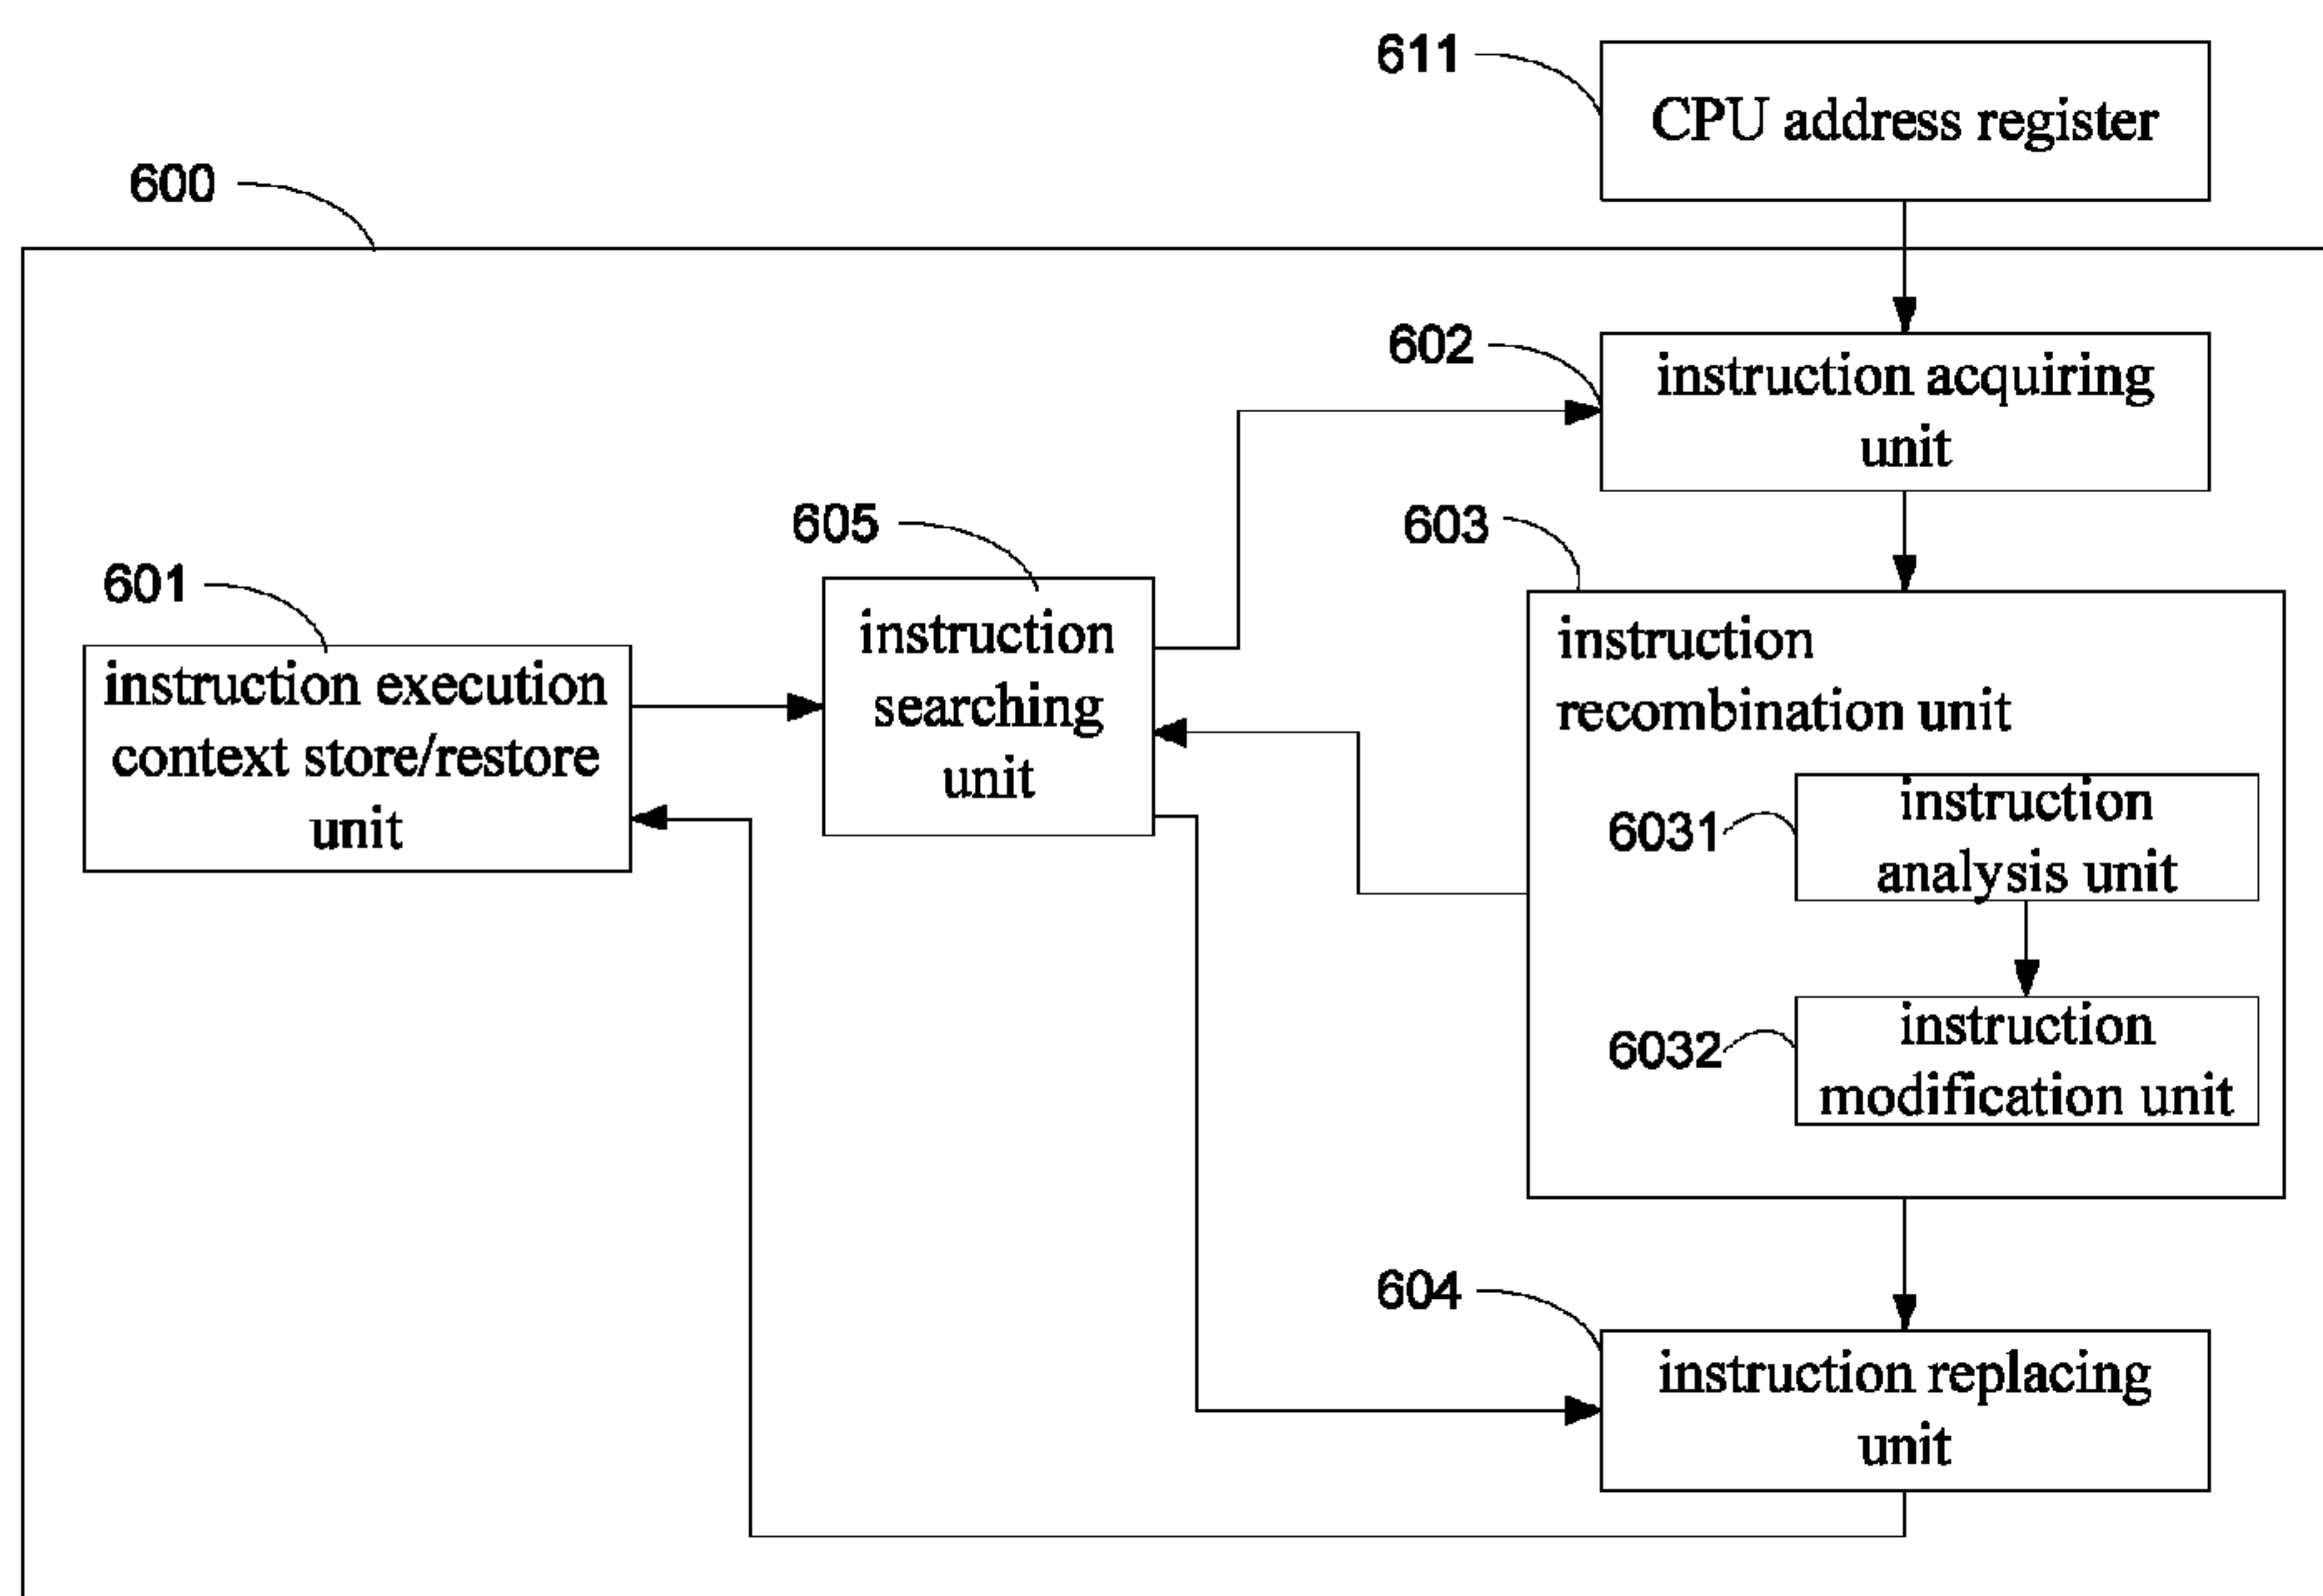 611
CPU address register
600
602
instruction acquiring
unit
605
603
601
instruction
searching
unit
instruction
recombination unit
instruction execution
context store/restore
unit
6031
instruction
analysis unit
6032
instruction
modification unit
604
instruction replacing
unit